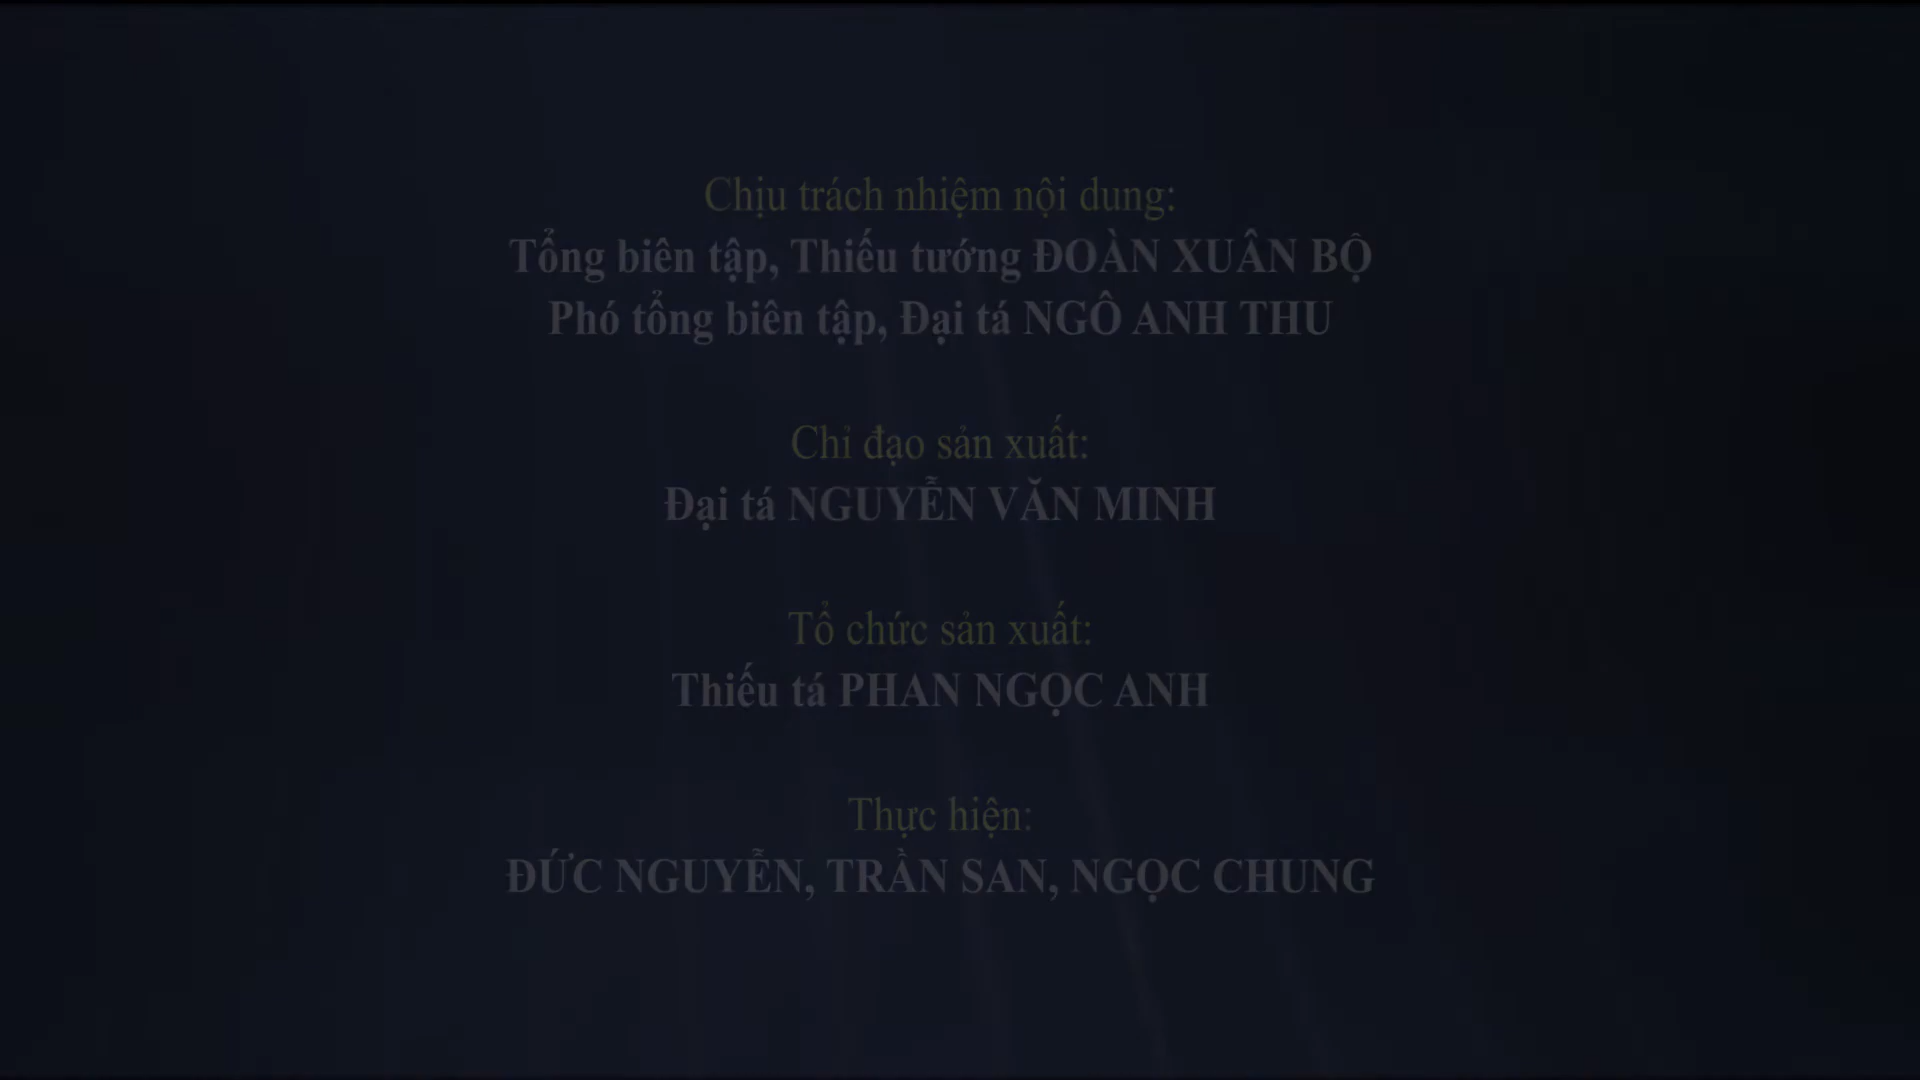 Chịu trách nhiệm nội dung:
Tổng biên tập, Thiếu tướng ĐOÀN XUÂN BỘ
Phó tổng biên tập, Đại tá NGÔ ANH THU
Chỉ đạo sản xuất:
Đại tá NGUYỄN VĂN MINH
Tổ chức sản xuất:
Thiếu tá PHAN NGỌC ANH
Thực hiện:
ĐỨC NGUYỄN, TRẦN SAN, NGỌC CHUNG